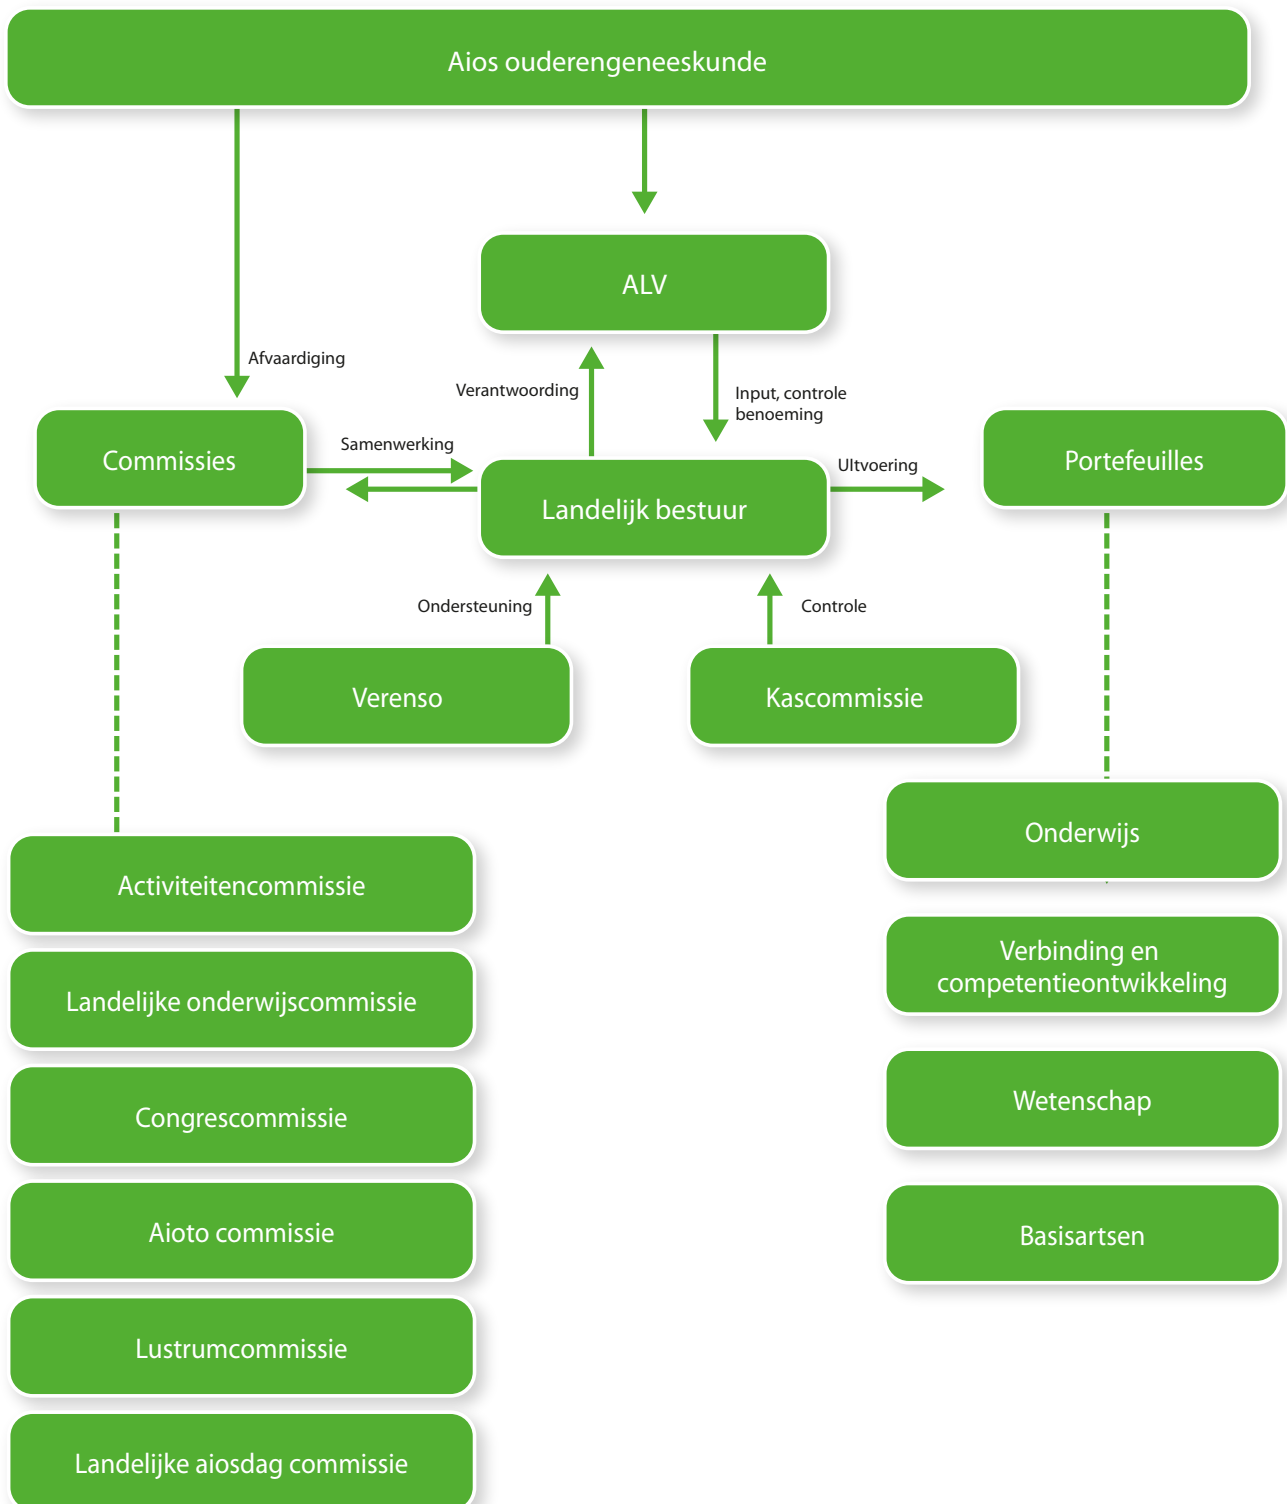 Aios ouderengeneeskunde
ALV
Afvaardiging
Verantwoording
Input, controle
benoeming
Commissies
Samenwerking
Landelijk bestuur
UItvoering
Portefeuilles
Ondersteuning
Controle
Verenso
Kascommissie
Activiteitencommissie
Landelijke onderwijscommissie
Congrescommissie
Aioto commissie
Lustrumcommissie
Landelijke aiosdag commissie
Onderwijs
Verbinding en
competentieontwikkeling
Wetenschap
Basisartsen